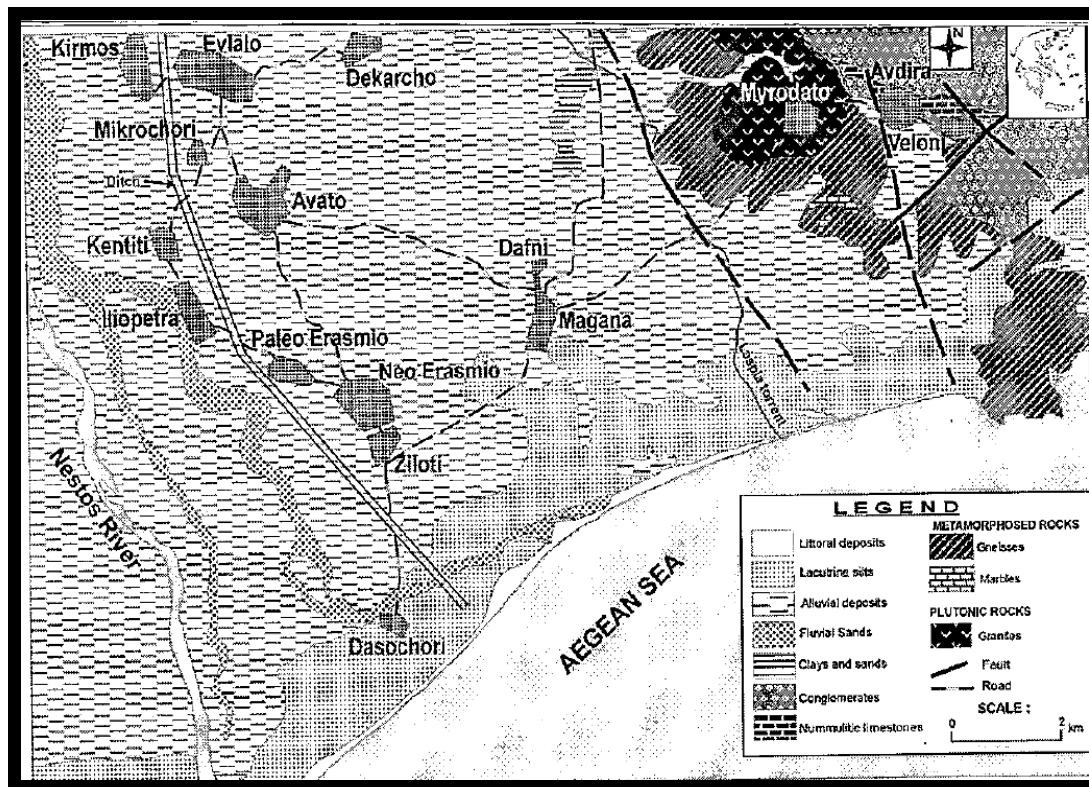 Kirmos
Evlalo
Dekarcho
N
Avdira
Myrodato
Mikrochori
Veloni
Ditch
Avato
Kentiti
Dafni
Iliopetra
Magana
Paleo Erasmio
Neo Erasmio
torrent
Ziloti
Nestos River
Dasochori
AEGEAN SEA
LEGEND
METAMORPHOSED ROCKS
Littoral deposits
Gneisses
Lacutrine silts
Marbles
Alluvial deposits
PLUTONIC ROCKS
Fluvial Sands
Granites
Clays and sands
Fault
Conglomerates
Road
SCALE :
Nummulitic limestones
0 2
km